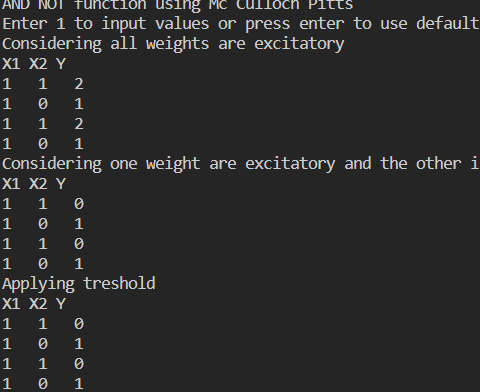 AND NOT function using Mc Culloch Pitts
Enter 1 to input values or press enter to use default
Considering all weights are excitatory
X1 X2 Y
1 1 2
1 0 1
1 1 2
1 0 1
Considering one weight are excitatory and the other i
X1 X2 Y
1 1 0
1 0 1
1 1 0
1 0 1
Applying treshold
X1 X2 Y
1 1 0
1 0 1
1 1 0
1 0 1